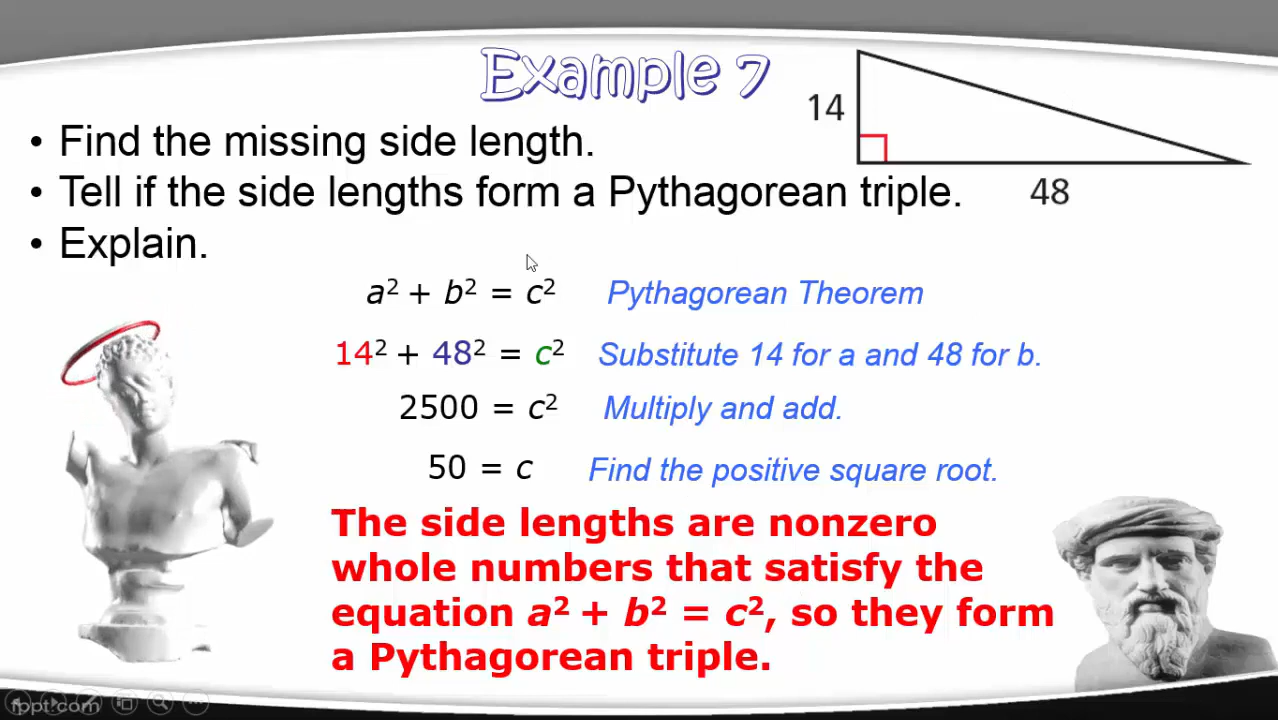 Example 7
14
48
• Find the missing side length.
• Tell if the side lengths form a Pythagorean triple.
• Explain.
a² + b² = c² Pythagorean Theorem
14² + 48² = c² Substitute 14 for a and 48 for b.
2500 = c² Multiply and add.
50 = c Find the positive square root.
The side lengths are nonzero
whole numbers that satisfy the
equation a² + b² = c², so they form
a Pythagorean triple.
fppt.com